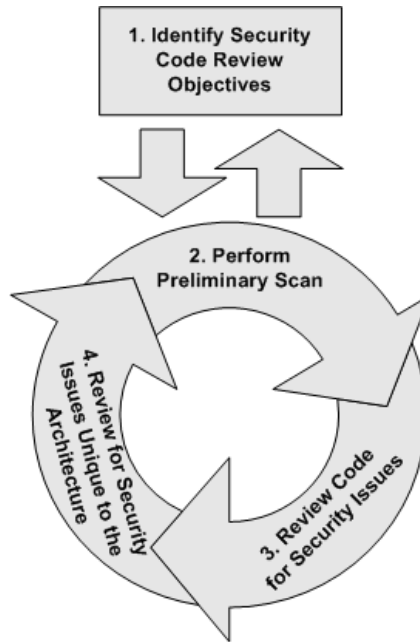 1. Identify Security
Code Review
Objectives
2. Perform
Preliminary Scan
3. Review Code
for Security Issues
4. Review for Security
Issues Unique to the
Architecture